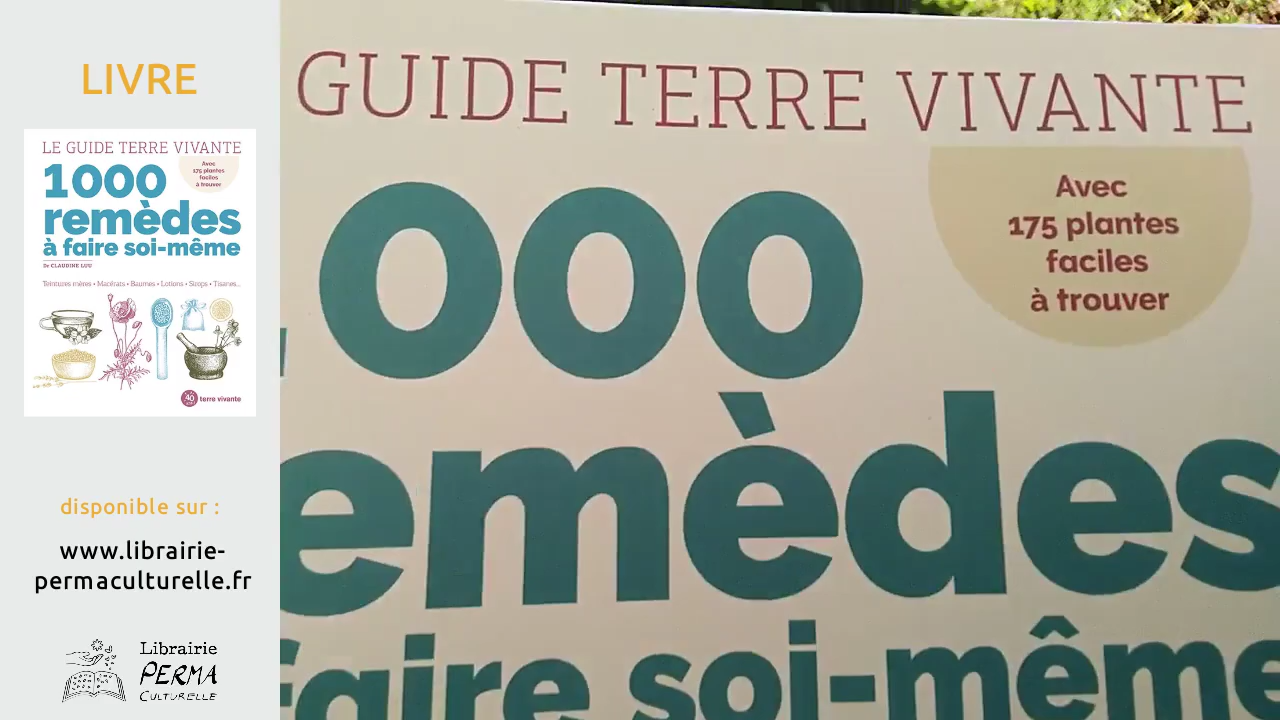 LIVRE
LE GUIDE TERRE VIVANTE
Avec
175 plantes
faciles
à trouver
1000
remèdes
à faire soi-même
Dr CLAUDINE LUU
Teintures mères • Macérats • Baumes • Lotions • Sirops • Tisanes...
40
terre vivante
disponible sur :
www.librairie-
permaculturelle.fr
Librairie
PERMA
CULTURELLE
GUIDE TERRE VIVANTE
Avec
175 plantes
faciles
à trouver
000
emèdes
faire soi-même